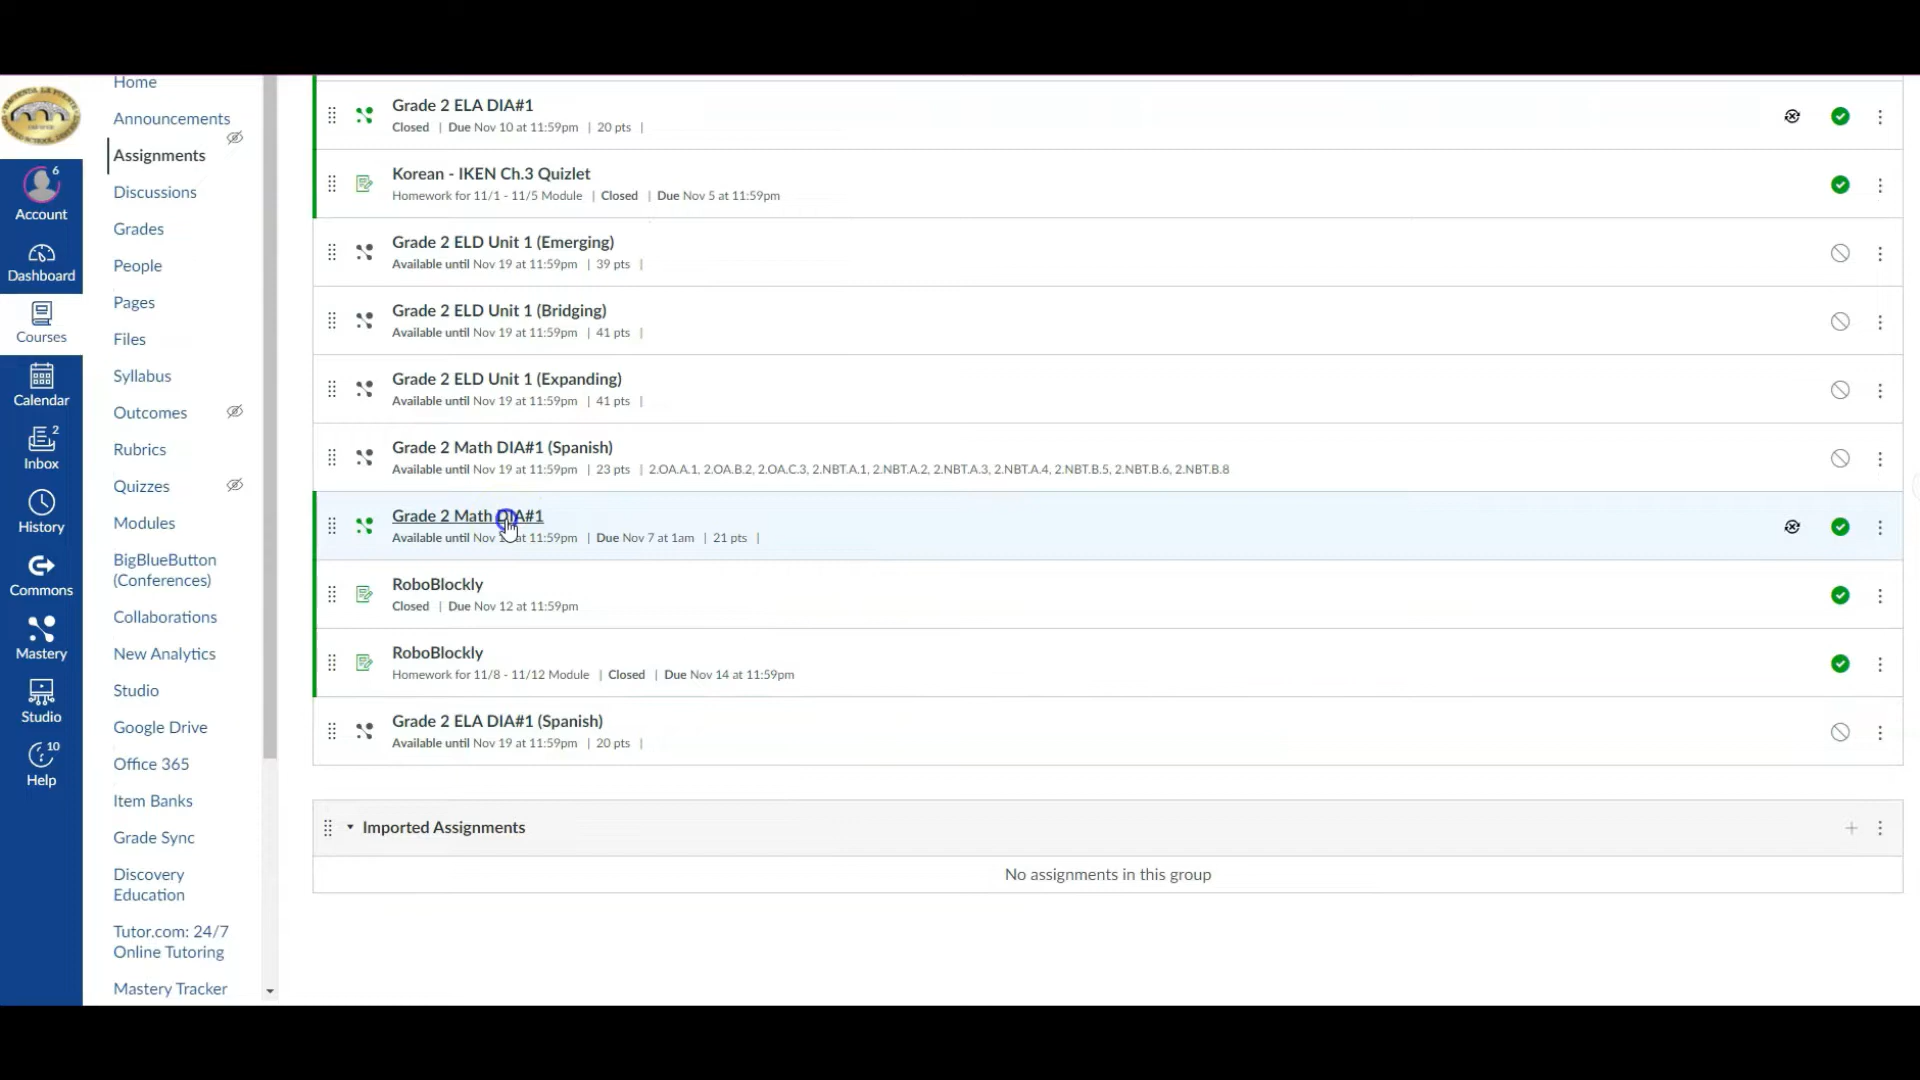 Home
Announcements
Assignments
Discussions
Grades
People
Pages
Files
Syllabus
Outcomes
Rubrics
Quizzes
Modules
BigBlueButton
(Conferences)
Collaborations
New Analytics
Studio
Google Drive
Office 365
Item Banks
Grade Sync
Discovery
Education
Tutor.com: 24/7
Online Tutoring
Mastery Tracker
6
Account
Dashboard
Courses
Calendar
2
Inbox
History
Commons
Mastery
Studio
10
Help
Grade 2 ELA DIA#1
Closed | Due Nov 10 at 11:59pm | 20 pts |
Korean - IKEN Ch.3 Quizlet
Homework for 11/1 - 11/5 Module | Closed | Due Nov 5 at 11:59pm
Grade 2 ELD Unit 1 (Emerging)
Available until Nov 19 at 11:59pm | 39 pts |
Grade 2 ELD Unit 1 (Bridging)
Available until Nov 19 at 11:59pm | 41 pts |
Grade 2 ELD Unit 1 (Expanding)
Available until Nov 19 at 11:59pm | 41 pts |
Grade 2 Math DIA#1 (Spanish)
Available until Nov 19 at 11:59pm | 23 pts | 2.OA.A.1, 2.OA.B.2, 2.OA.C.3, 2.NBT.A.1, 2.NBT.A.2, 2.NBT.A.3, 2.NBT.A.4, 2.NBT.B.5, 2.NBT.B.6, 2.NBT.B.8
Grade 2 Math DIA#1
Available until Nov at 11:59pm | Due Nov 7 at 1am | 21 pts |
RoboBlockly
Closed | Due Nov 12 at 11:59pm
RoboBlockly
Homework for 11/8 - 11/12 Module | Closed | Due Nov 14 at 11:59pm
Grade 2 ELA DIA#1 (Spanish)
Available until Nov 19 at 11:59pm | 20 pts |
Imported Assignments
No assignments in this group